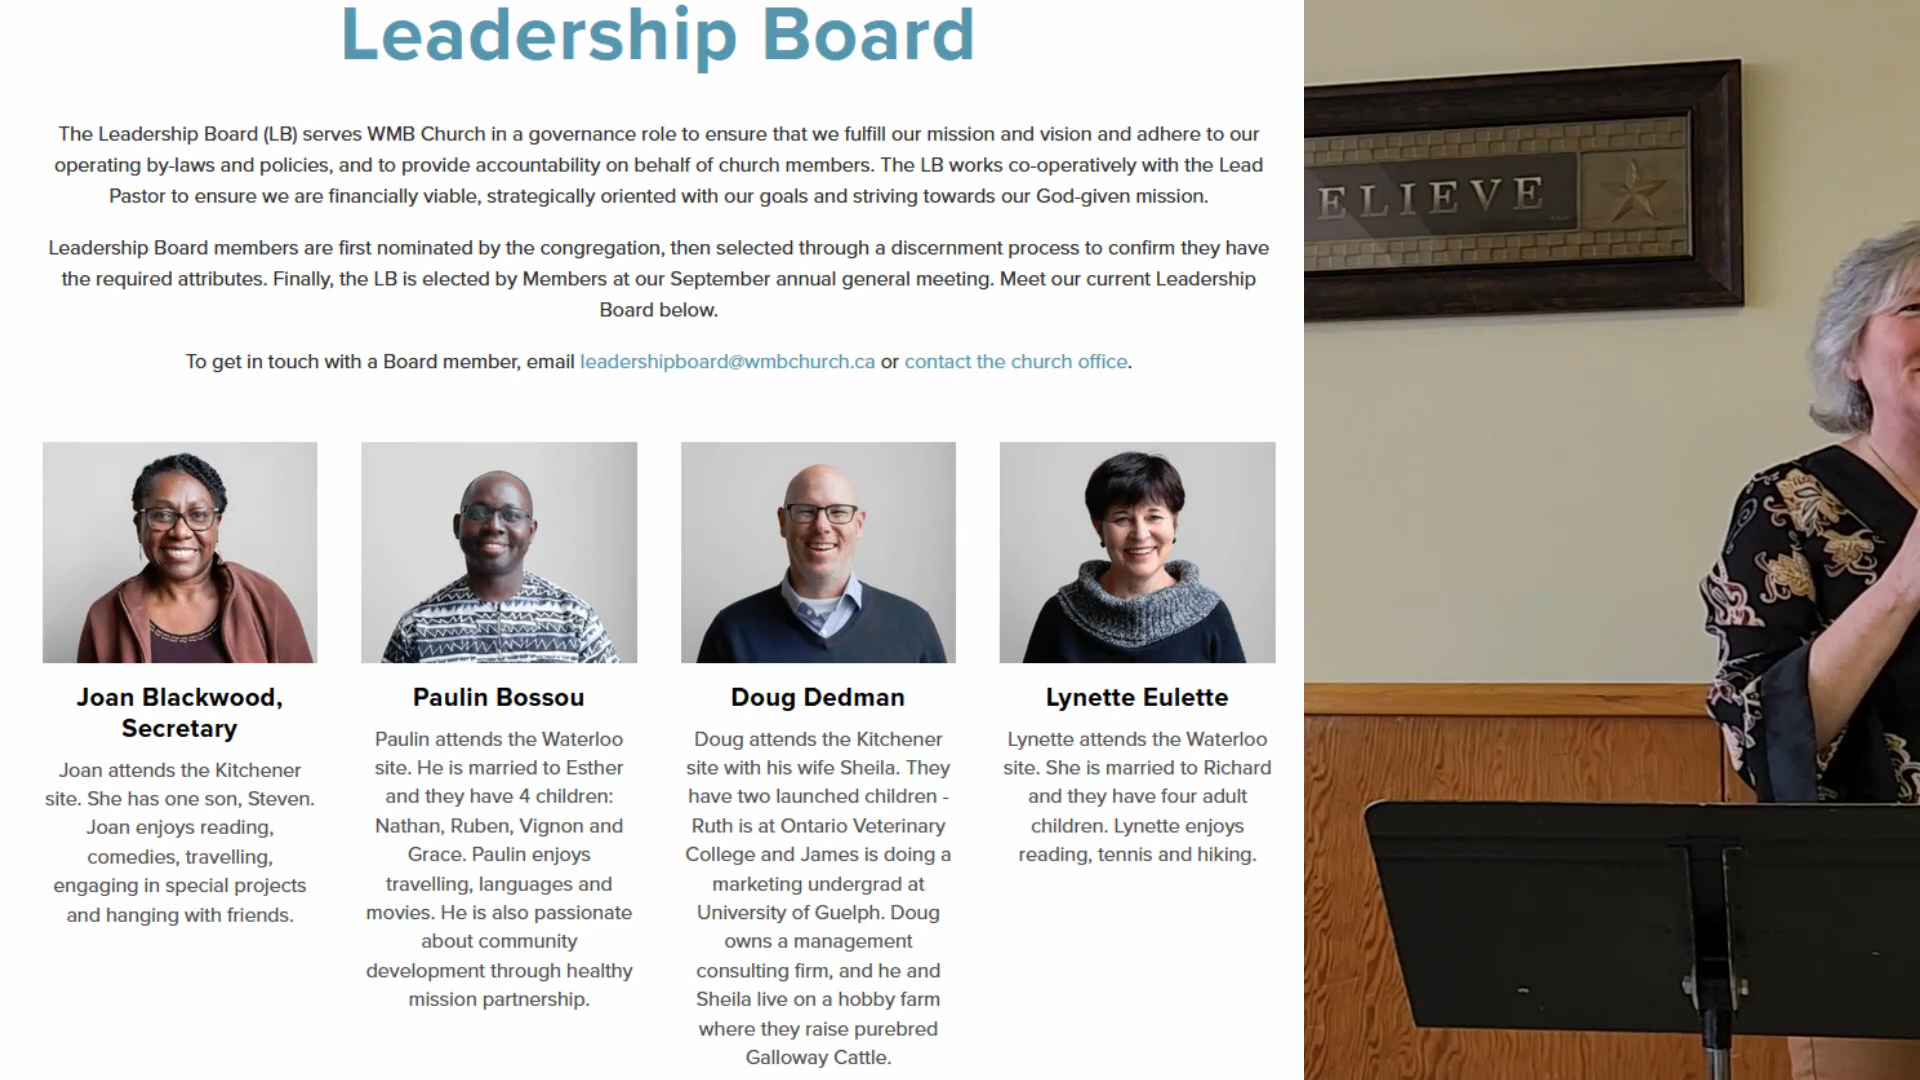 Leadership Board
The Leadership Board (LB) serves WMB Church in a governance role to ensure that we fulfill our mission and vision and adhere to our
operating by-laws and policies, and to provide accountability on behalf of church members. The LB works co-operatively with the Lead
Pastor to ensure we are financially viable, strategically oriented with our goals and striving towards our God-given mission.
Leadership Board members are first nominated by the congregation, then selected through a discernment process to confirm they have
the required attributes. Finally, the LB is elected by Members at our September annual general meeting. Meet our current Leadership
Board below.
To get in touch with a Board member, email leadershipboard@wmbchurch.ca or contact the church office.
Joan Blackwood,
Secretary
Joan attends the Kitchener
site. She has one son, Steven.
Joan enjoys reading,
comedies, travelling,
engaging in special projects
and hanging with friends.
Paulin Bossou
Paulin attends the Waterloo
site. He is married to Esther
and they have 4 children:
Nathan, Ruben, Vignon and
Grace. Paulin enjoys
travelling, languages and
movies. He is also passionate
about community
development through healthy
mission partnership.
Doug Dedman
Doug attends the Kitchener
site with his wife Sheila. They
have two launched children -
Ruth is at Ontario Veterinary
College and James is doing a
marketing undergrad at
University of Guelph. Doug
owns a management
consulting firm, and he and
Sheila live on a hobby farm
where they raise purebred
Galloway Cattle.
Lynette Eulette
Lynette attends the Waterloo
site. She is married to Richard
and they have four adult
children. Lynette enjoys
reading, tennis and hiking.
ELIEVE